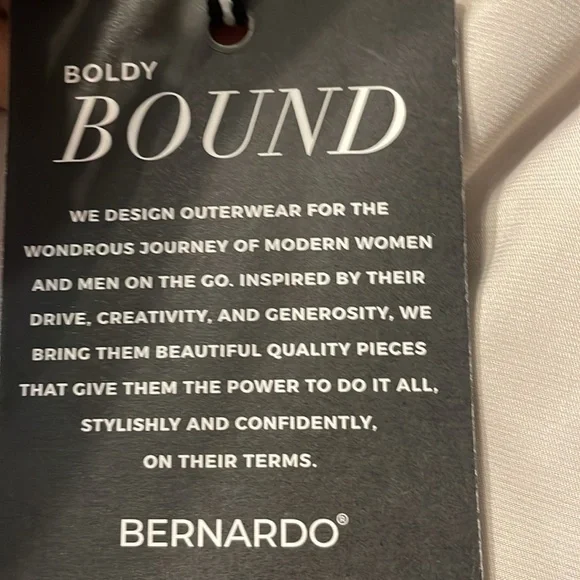 BOLDY
BOUND
WE DESIGN OUTERWEAR FOR THE
WONDROUS JOURNEY OF MODERN WOMEN
AND MEN ON THE GO. INSPIRED BY THEIR
DRIVE, CREATIVITY, AND GENEROSITY, WE
BRING THEM BEAUTIFUL QUALITY PIECES
THAT GIVE THEM THE POWER TO DO IT ALL,
STYLISHLY AND CONFIDENTLY,
ON THEIR TERMS.
BERNARDO®